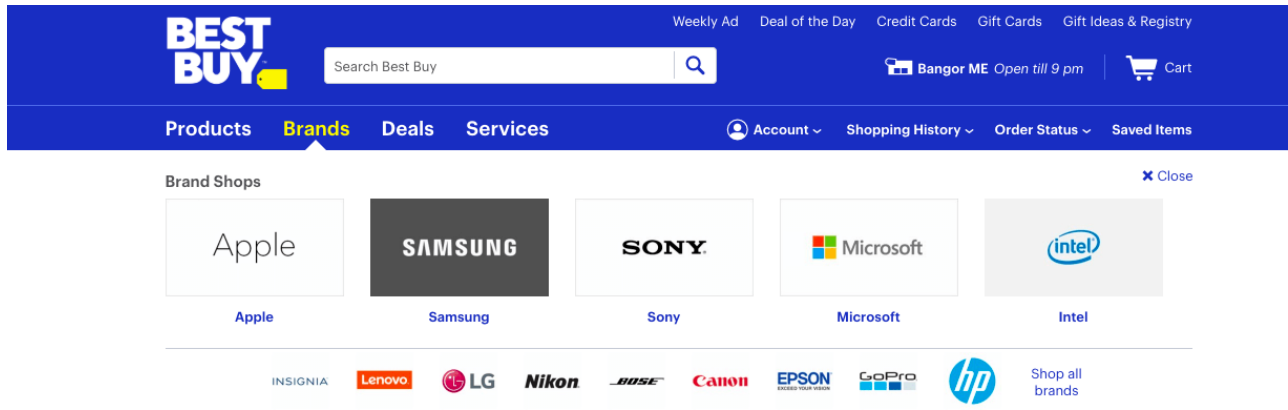 BEST
BUY
Weekly Ad Deal of the Day Credit Cards Gift Cards Gift Ideas & Registry
Search Best Buy
Bangor ME Open till 9 pm
Cart
Products Brands Deals Services
Account Shopping History Order Status Saved Items
Brand Shops
Close
Apple SAMSUNG SONY Microsoft intel
Apple Samsung Sony Microsoft Intel
INSIGNIA Lenovo LG Nikon BOSE Canon EPSON GoPro hp Shop all
EXCEED YOUR VISION brands